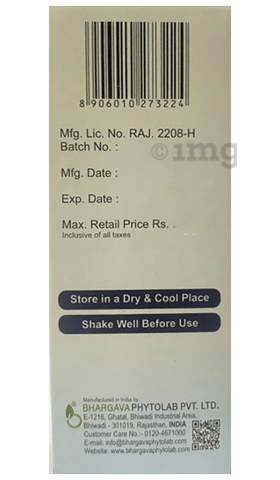 8 906010 273224
Mfg. Lic. No. RAJ. 2208-H
Batch No. :
1mg
Mfg. Date :
Exp. Date :
Max. Retail Price Rs. .
Inclusive of all taxes
Store in a Dry & Cool Place
Shake Well Before Use
Manufactured in India by :
BHARGAVA PHYTOLAB PVT. LTD.
E-1216, Ghatal, Bhiwadi Industrial Area,
Bhiwadi - 301019, Rajasthan, INDIA
Customer Care No.- 0120-4671000
E-mail: info@bhargavaphytolab.com
Website: www.bhargavaphytolab.com